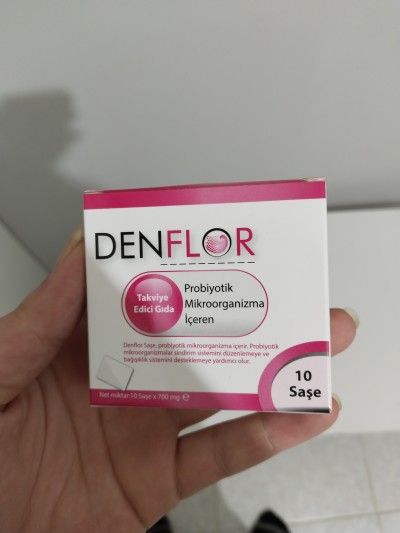 DENFLOR
Takviye
Edici Gıda
Probiyotik
Mikroorganizma
İçeren
Denflor Saşe, probiyotik mikroorganizma içerir. Probiyotik
mikroorganizmalar sindirim sistemini düzenlemeye ve
bağışıklık sistemini desteklemeye yardımcı olur.
10
Saşe
Net miktar:10 Saşe x 700 mg e